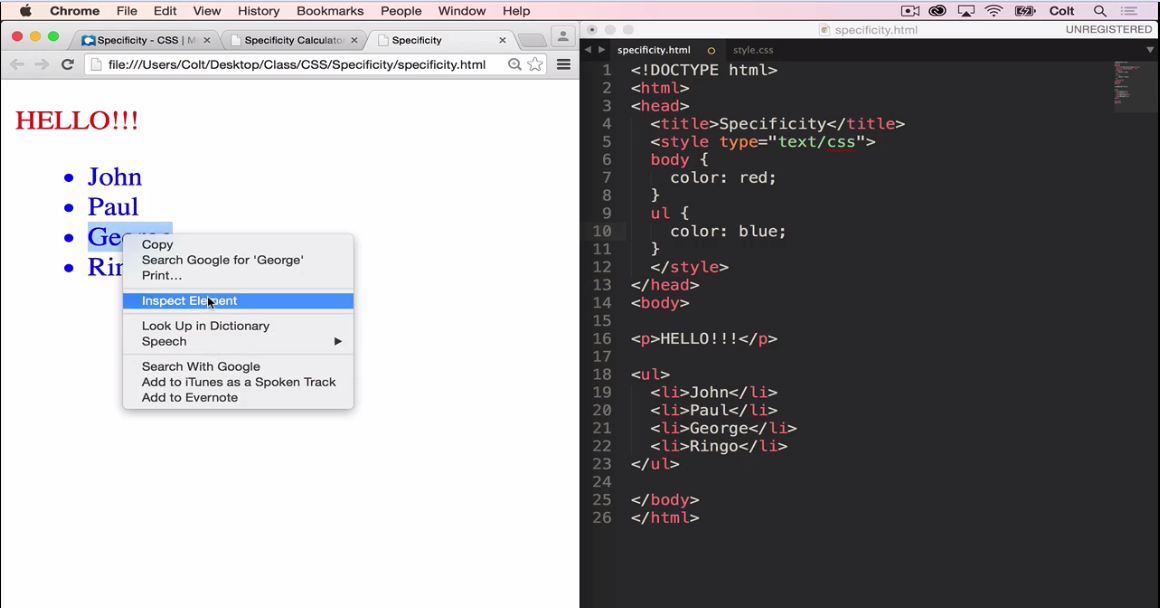 Chrome File Edit View History Bookmarks People Window Help Colt
Specificity - CSS | M
Specificity Calculator
Specificity
file:///Users/Colt/Desktop/Class/CSS/Specificity/specificity.html
HELLO!!!
John
Paul
Copy
Search Google for 'George'
Print...
Inspect Element
Look Up in Dictionary
Speech
Search With Google
Add to iTunes as a Spoken Track
Add to Evernote
specificity.html UNREGISTERED
specificity.html style.css
1 <!DOCTYPE html>
2 <html>
3 <head>
4 <title>Specificity</title>
5 <style type="text/css">
6 body {
7 color: red;
8 }
9 ul {
10 color: blue;
11 }
12 </style>
13 </head>
14 <body>
15
16 <p>HELLO!!!</p>
17
18 <ul>
19 <li>John</li>
20 <li>Paul</li>
21 <li>George</li>
22 <li>Ringo</li>
23 </ul>
24
25 </body>
26 </html>